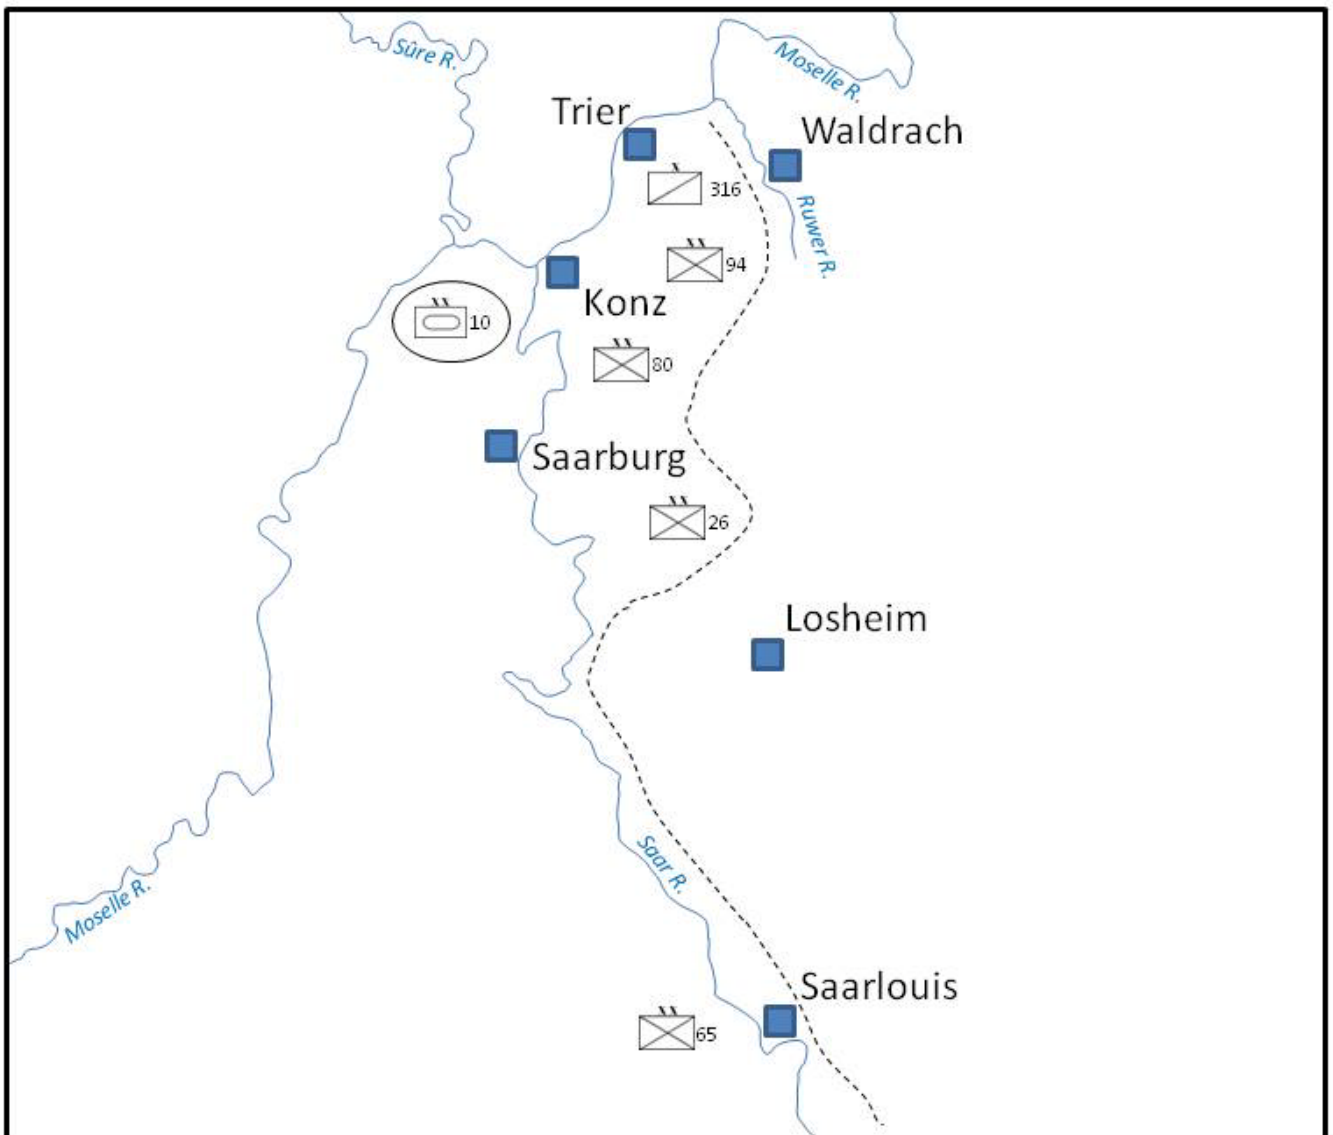 Sûre R.
Moselle R.
Trier
Waldrach
316
Ruwer R.
94
Konz
10
80
Saarburg
26
Losheim
Saar R.
Moselle R.
Saarlouis
65